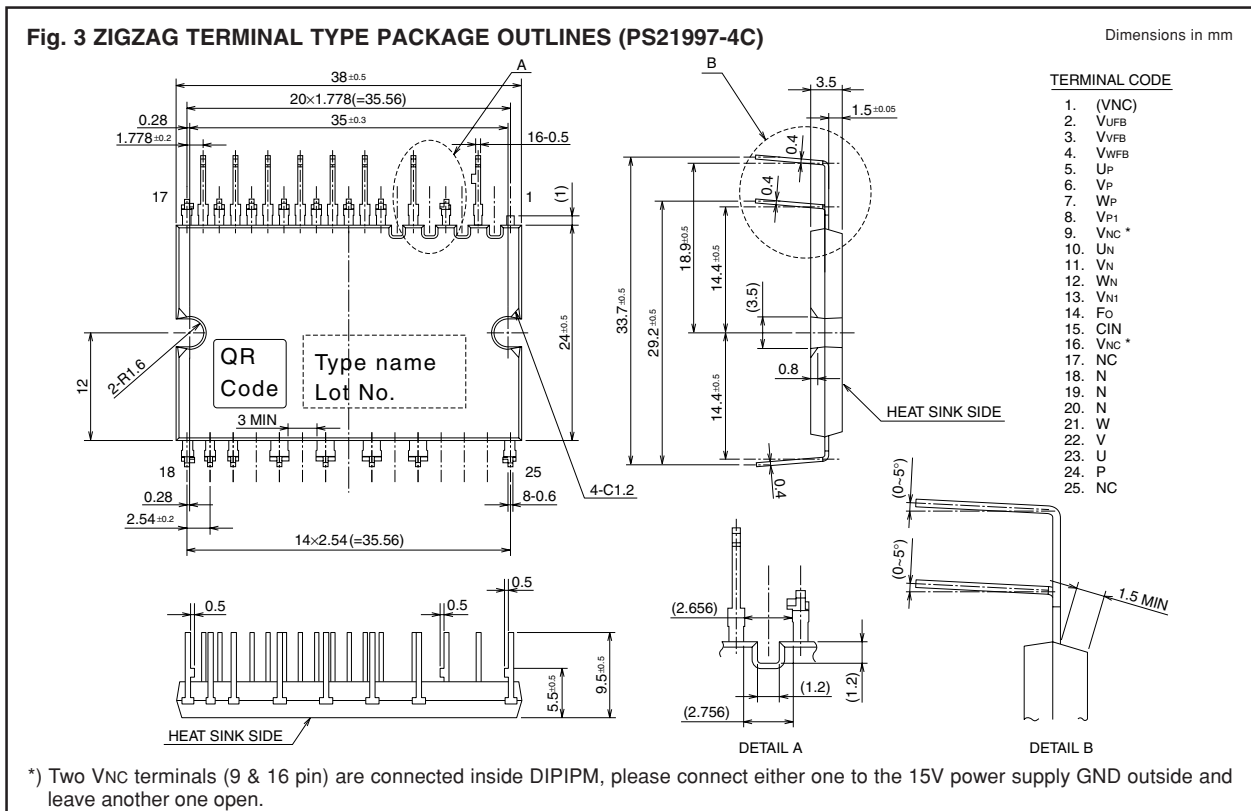 Fig. 3 ZIGZAG TERMINAL TYPE PACKAGE OUTLINES (PS21997-4C)
Dimensions in mm
A
38±0.5
20×1.778(=35.56)
0.28
35±0.3
1.778±0.2
16-0.5
17
1
(1)
24±0.5
12
2-R1.6
QR
Code
Type name
Lot No.
3 MIN
18
25
0.28
2.54±0.2
4-C1.2
8-0.6
14×2.54(=35.56)
B
3.5
1.5±0.05
0.4
0.4
33.7±0.5
29.2±0.5
18.9±0.5
14.4±0.5
(3.5)
0.8
14.4±0.5
HEAT SINK SIDE
0.4
TERMINAL CODE
1. (VNC)
2. VUFB
3. VVFB
4. VWFB
5. UP
6. VP
7. WP
8. VP1
9. VNC *
10. UN
11. VN
12. WN
13. VN1
14. FO
15. CIN
16. VNC *
17. NC
18. N
19. N
20. N
21. W
22. V
23. U
24. P
25. NC
0.5
0.5
0.5
5.5±0.5
9.5±0.5
HEAT SINK SIDE
(2.656)
(1.2)
(1.2)
(2.756)
DETAIL A
(0~5°)
(0~5°)
1.5 MIN
DETAIL B
*) Two VNC terminals (9 & 16 pin) are connected inside DIPIPM, please connect either one to the 15V power supply GND outside and
leave another one open.